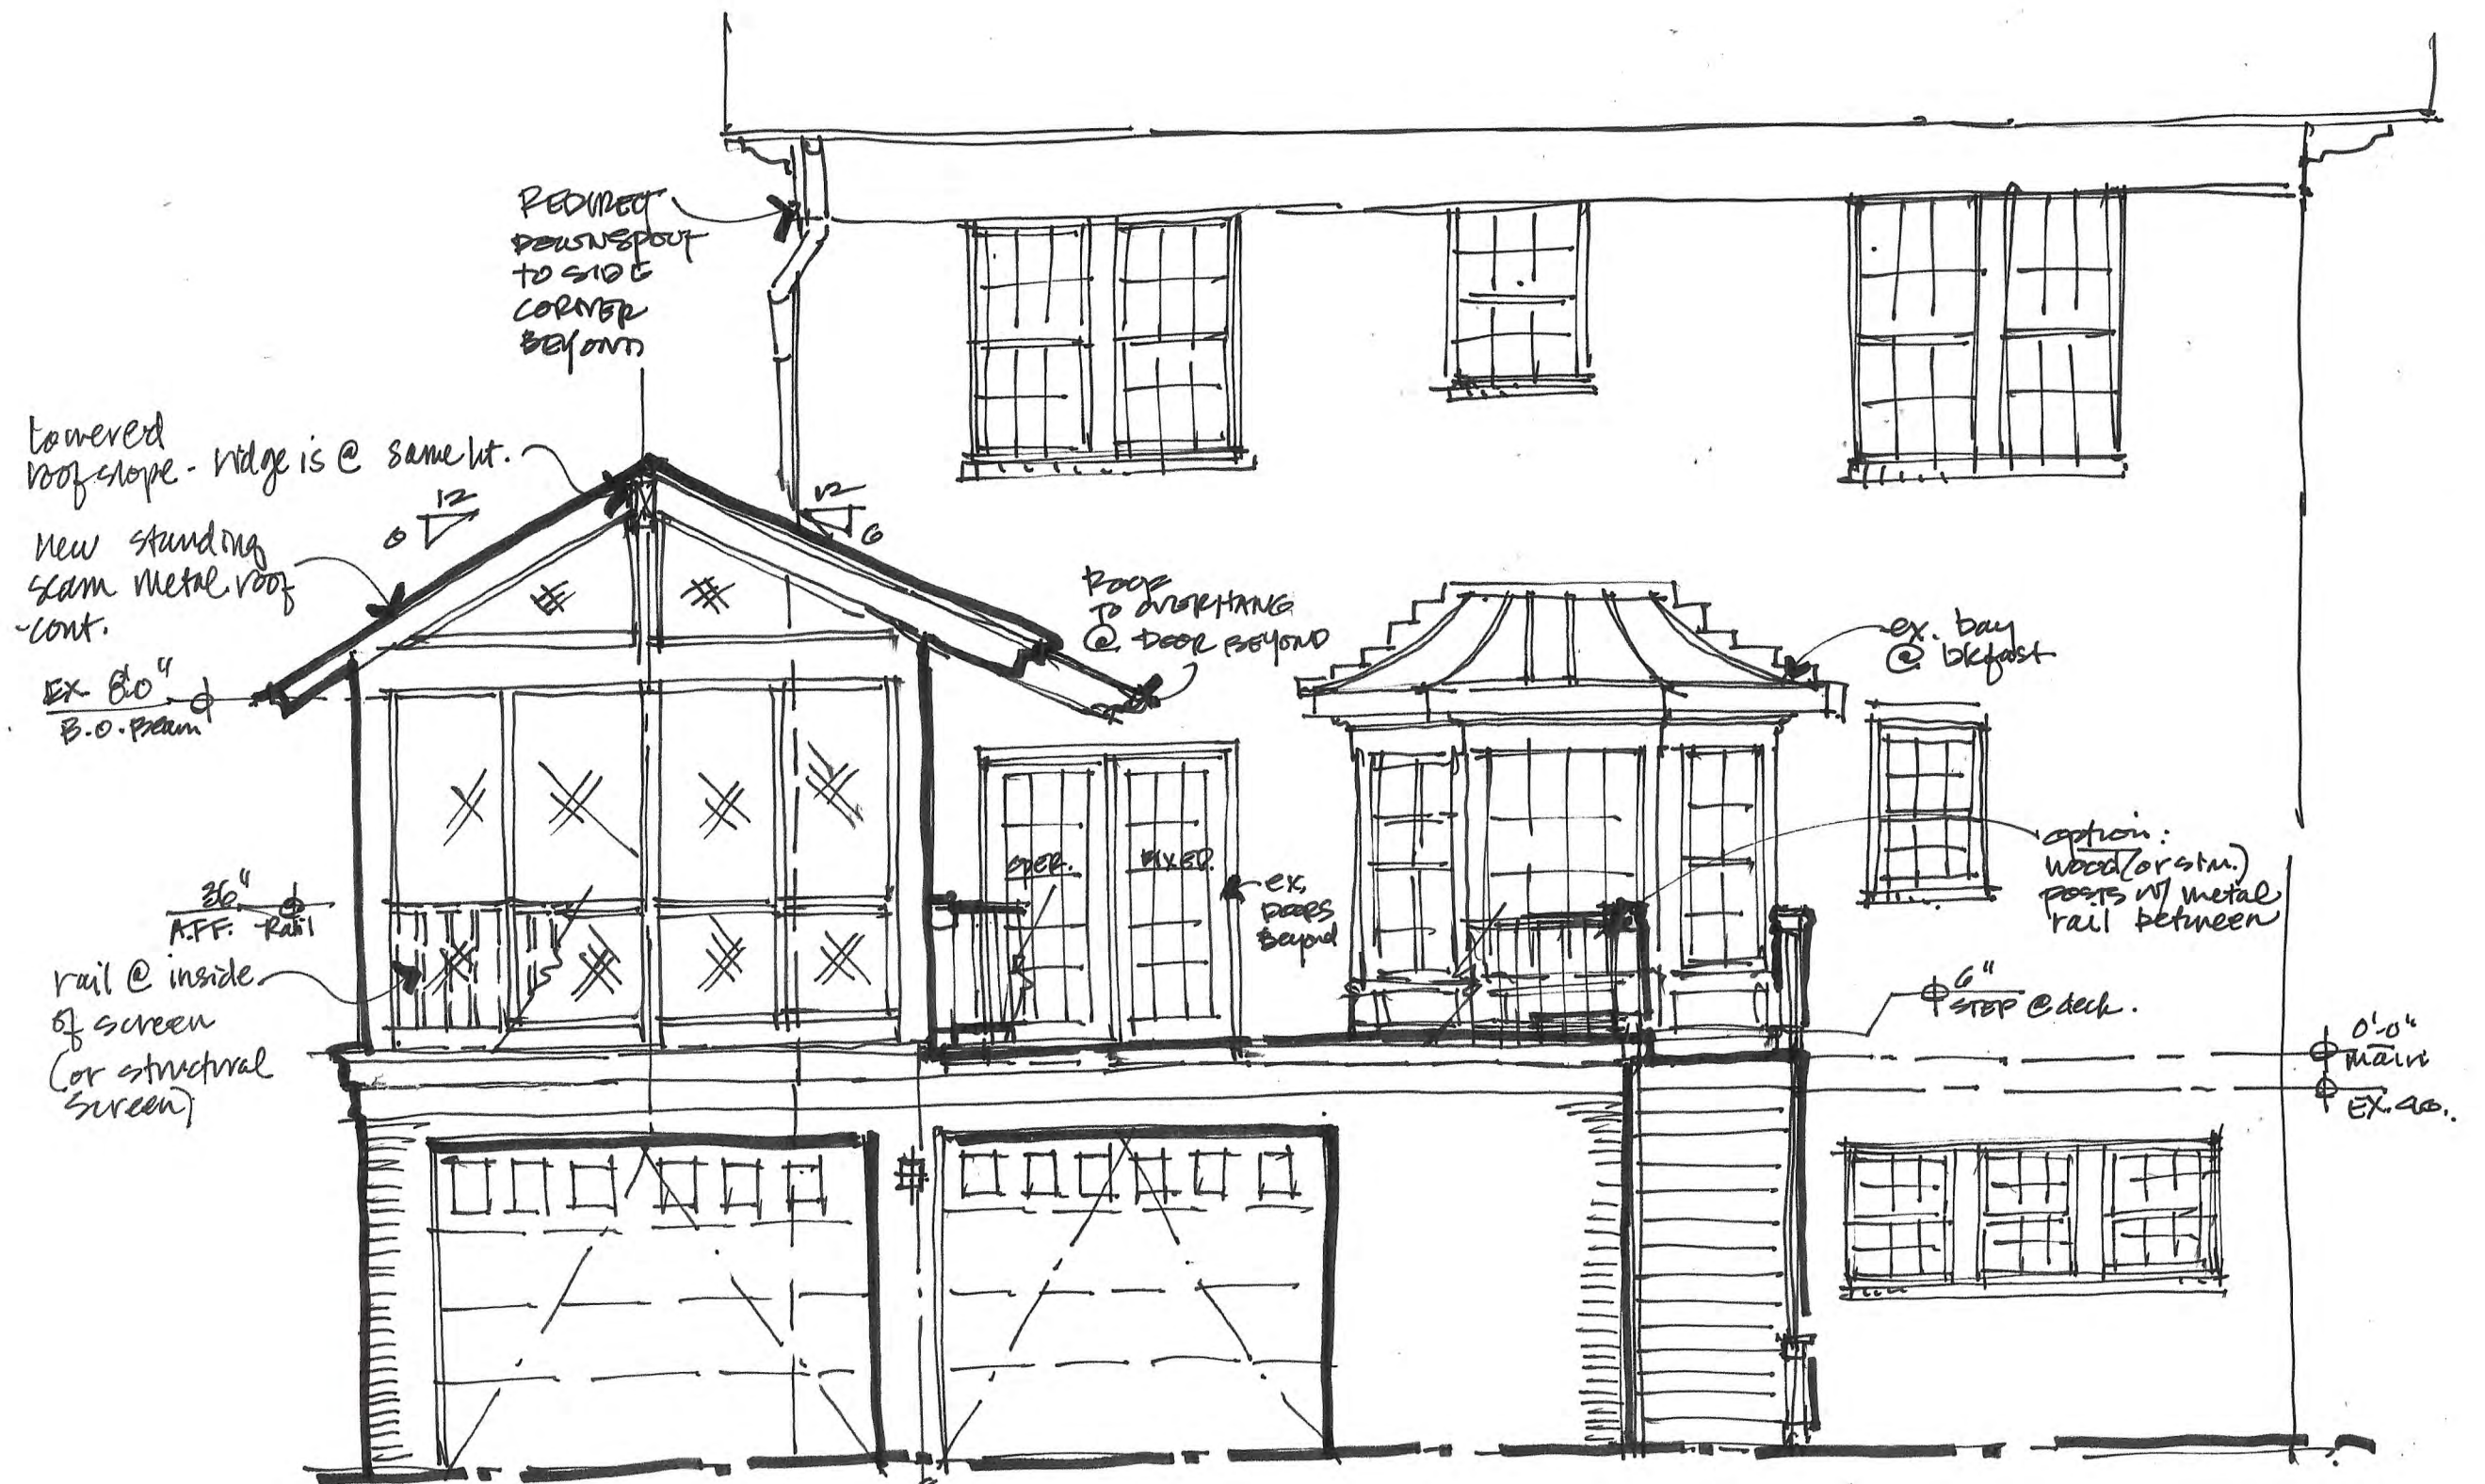 REDIRECT
DOWNSPOUT
TO SIDE
CORNER
BEYOND
Lowered
roof slope - ridge is @ same ht.
12
6
12
6
new standing
seam metal roof
-cont.
EX. 8'0"
B.O. Beam
ROOF
TO OVERHANG
@ DOOR BEYOND
ex. bay
@ bkfast
option:
wood (or sim.)
posts w/ metal
rail between
OPER.
FIXED
ex.
DOORS
Beyond
36"
A.F.F. Rail
rail @ inside
of screen
(or structural
screen)
6"
STEP @ deck.
0'-0"
main
EX.